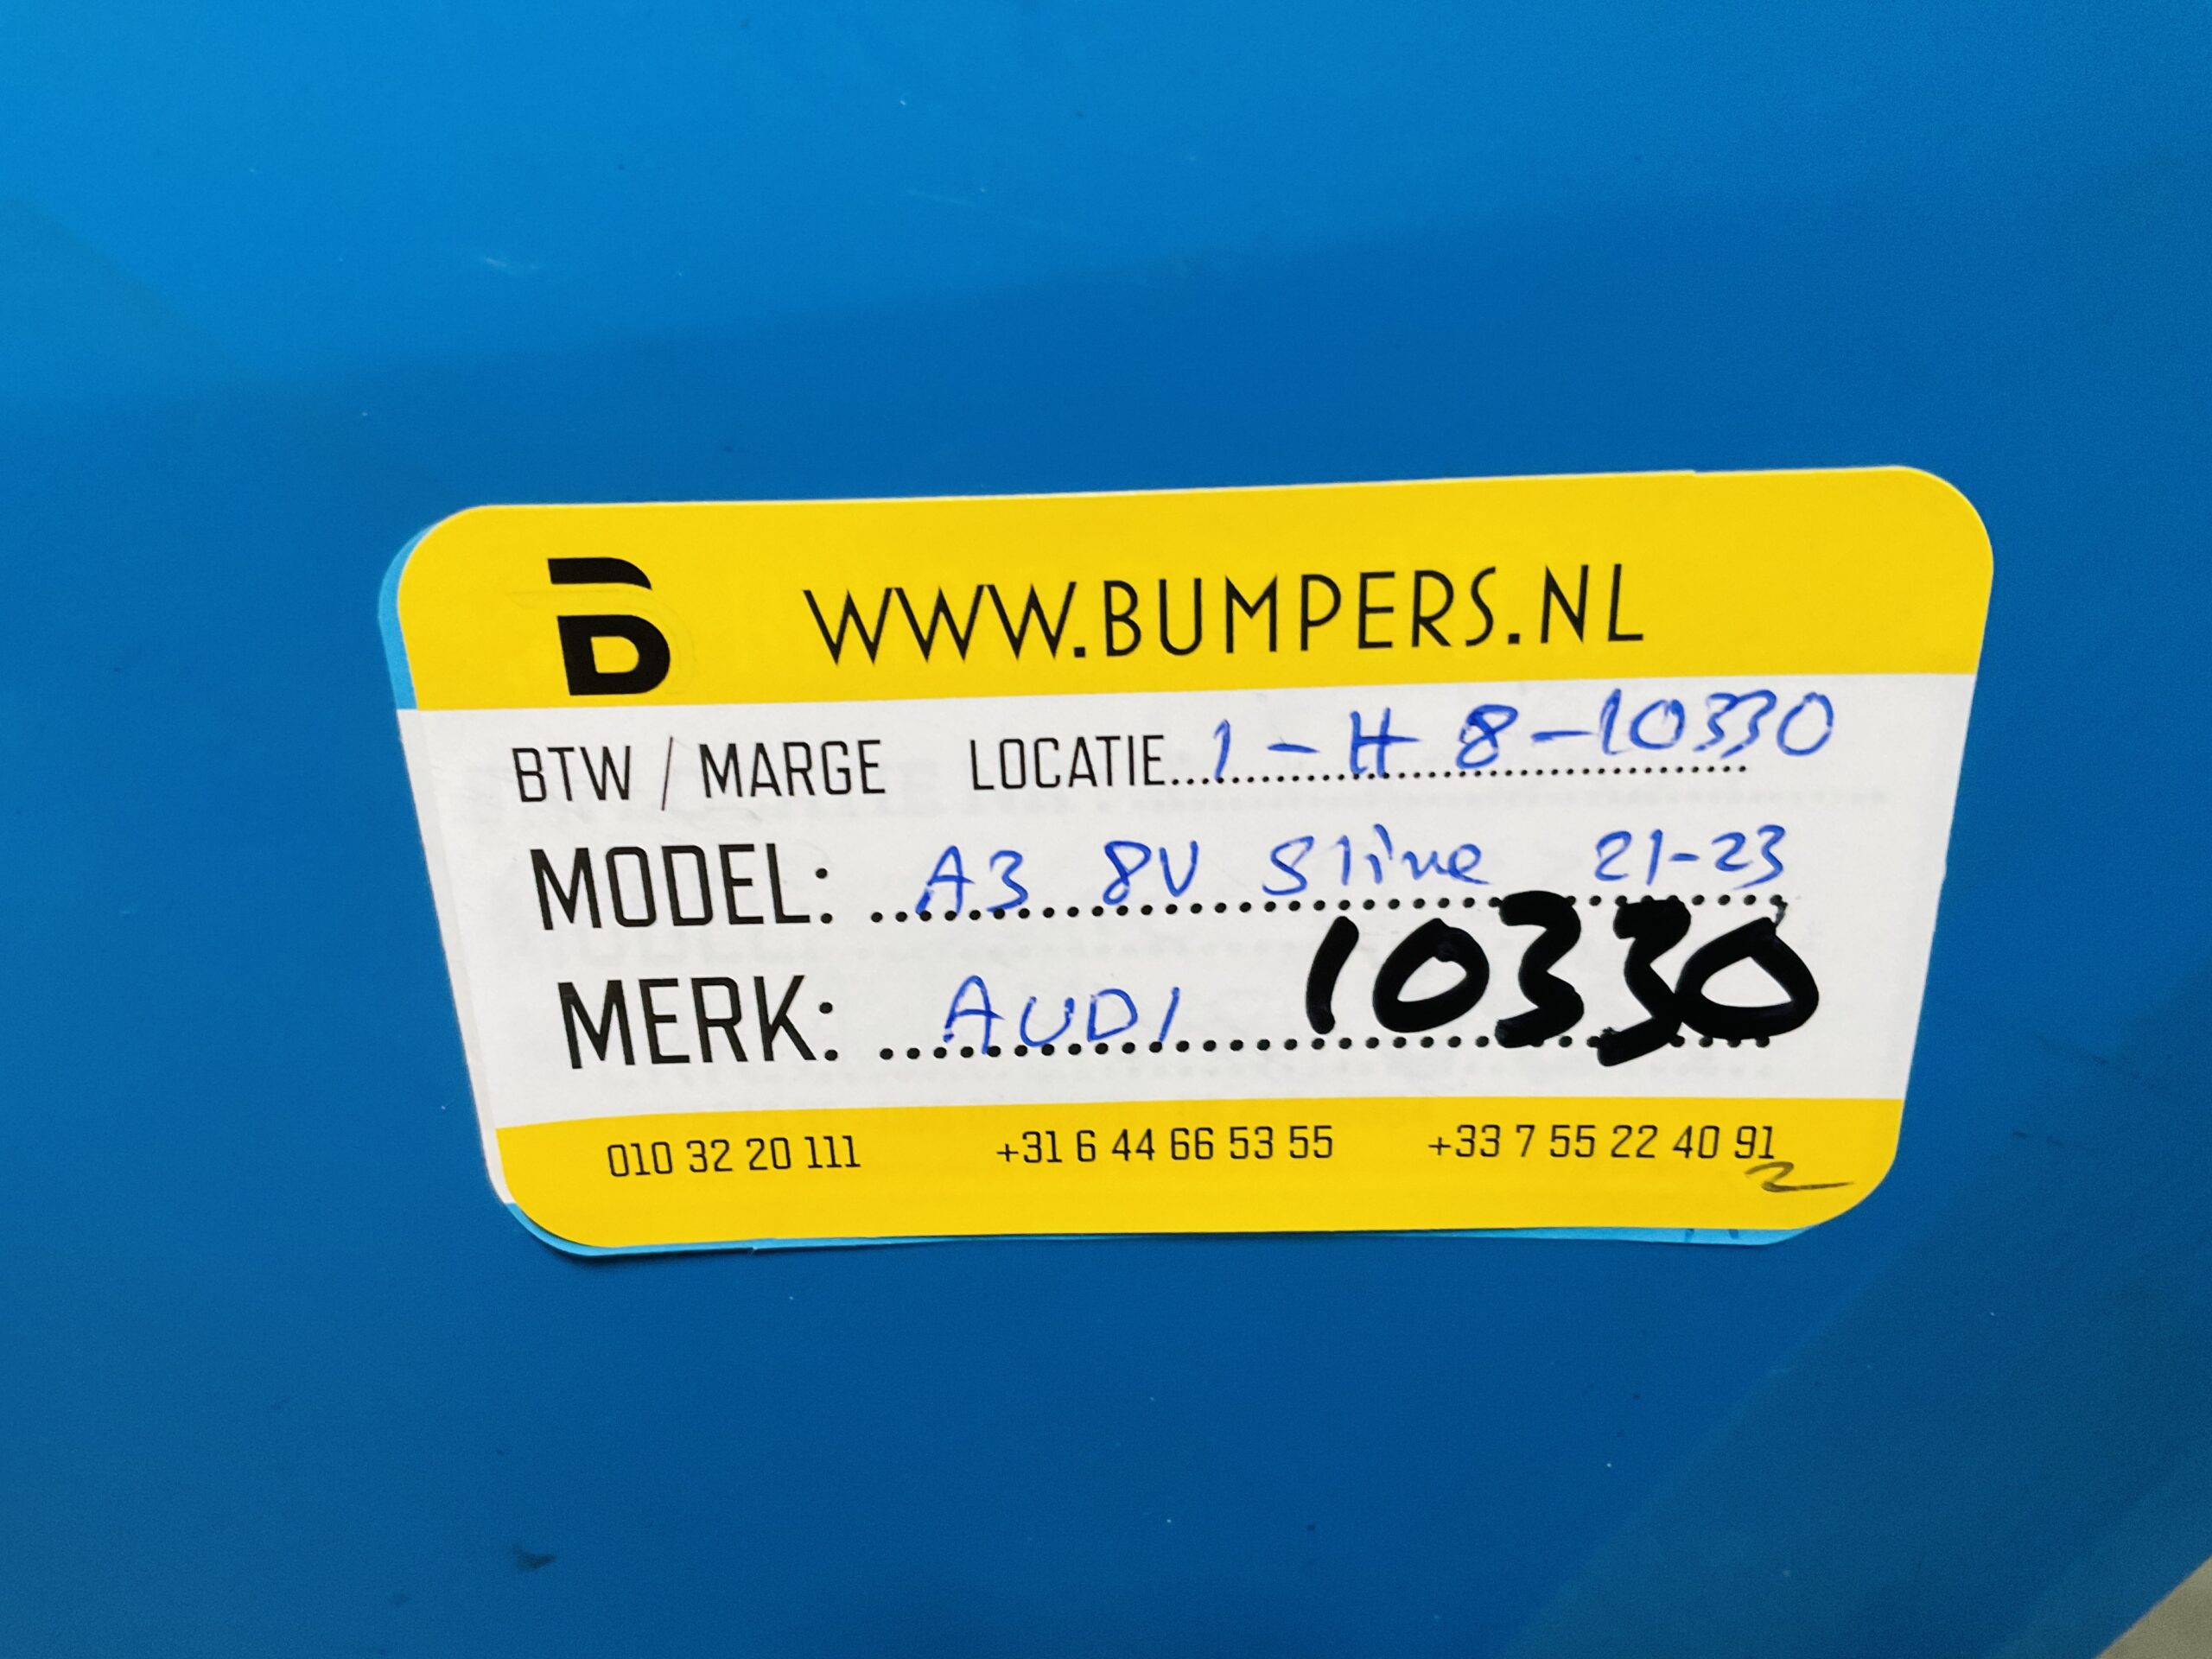 B WWW.BUMPERS.NL
BTW / MARGE LOCATIE 1-H 8-10330
MODEL: A3 8V Sline 21-23
MERK: AUDI 10330
010 32 20 111 +31 6 44 66 53 55 +33 7 55 22 40 91
2